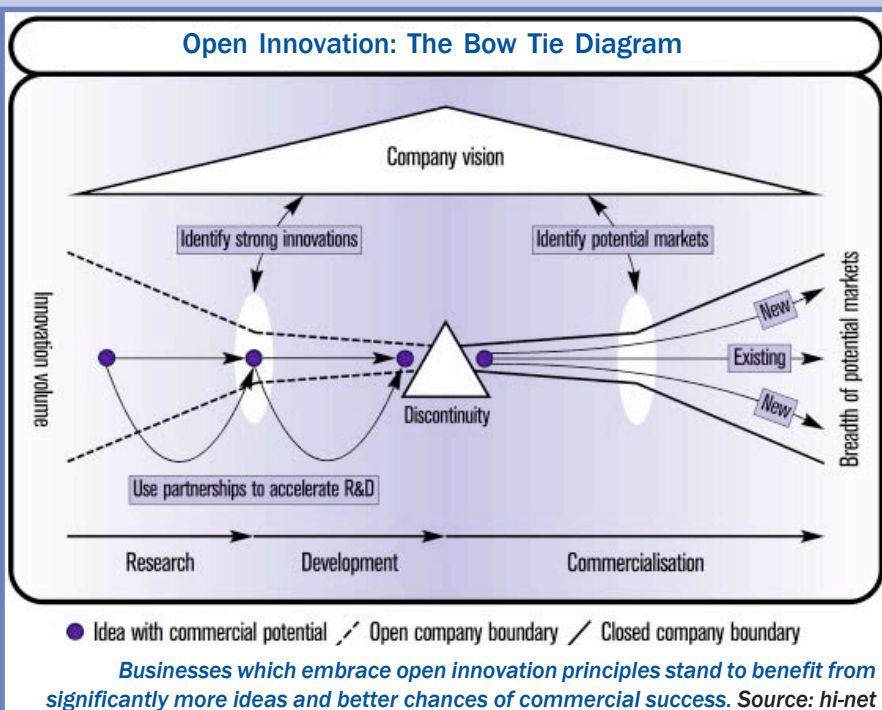 Open Innovation: The Bow Tie Diagram
Company vision
Identify strong innovations
Identify potential markets
Innovation volume
New
Existing
New
Breadth of potential markets
Discontinuity
Use partnerships to accelerate R&D
Research
Development
Commercialisation
Idea with commercial potential
Open company boundary
Closed company boundary
Businesses which embrace open innovation principles stand to benefit from
significantly more ideas and better chances of commercial success. Source: hi-net